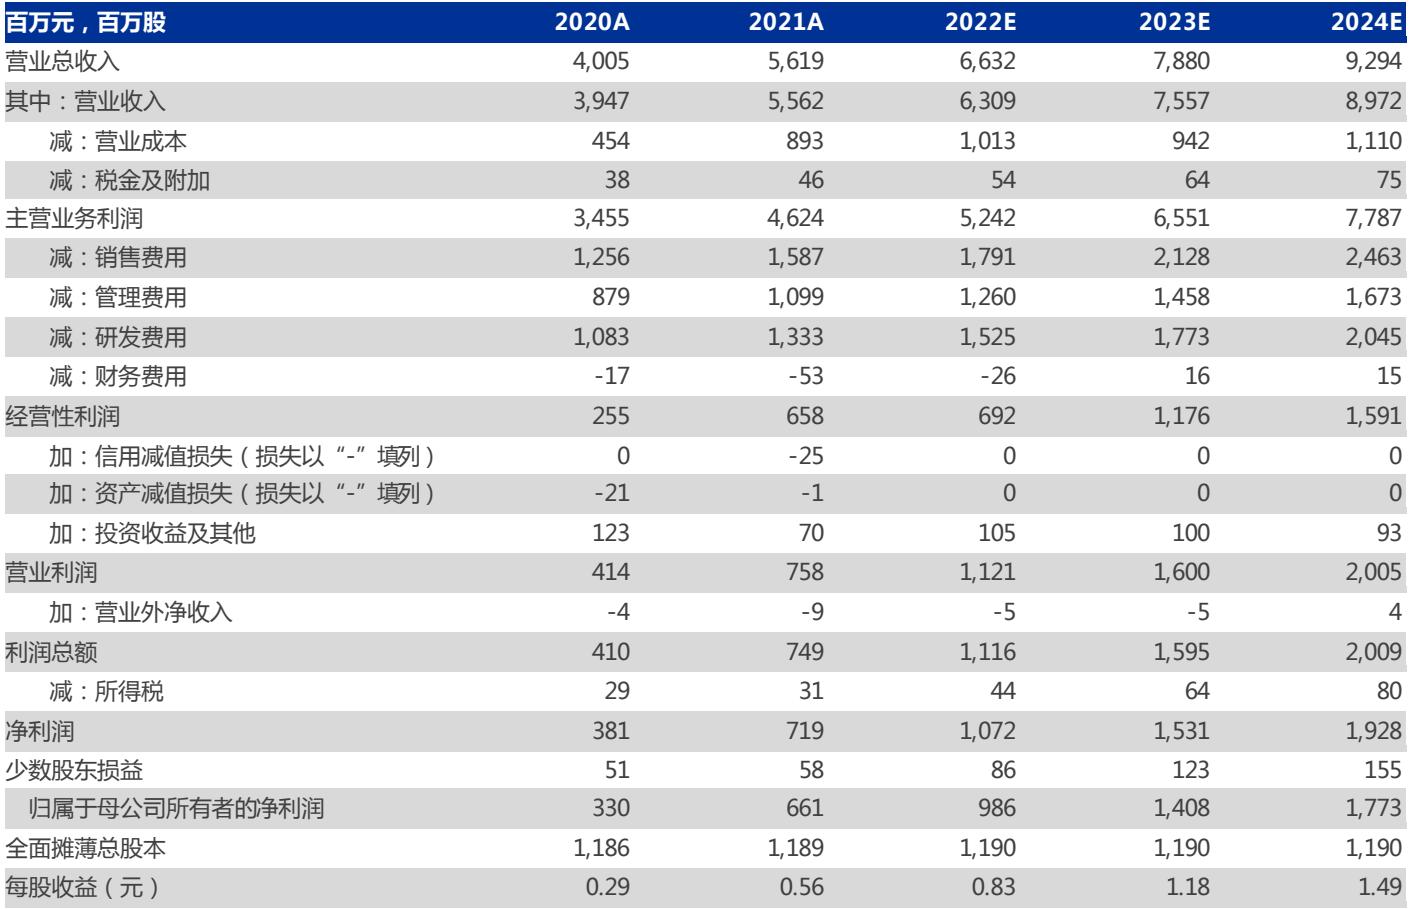 百万元，百万股 2020A 2021A 2022E 2023E 2024E
营业总收入 4,005 5,619 6,632 7,880 9,294
其中：营业收入 3,947 5,562 6,309 7,557 8,972
减：营业成本 454 893 1,013 942 1,110
减：税金及附加 38 46 54 64 75
主营业务利润 3,455 4,624 5,242 6,551 7,787
减：销售费用 1,256 1,587 1,791 2,128 2,463
减：管理费用 879 1,099 1,260 1,458 1,673
减：研发费用 1,083 1,333 1,525 1,773 2,045
减：财务费用 -17 -53 -26 16 15
经营性利润 255 658 692 1,176 1,591
加：信用减值损失（损失以“-”填列） 0 -25 0 0 0
加：资产减值损失（损失以“-”填列） -21 -1 0 0 0
加：投资收益及其他 123 70 105 100 93
营业利润 414 758 1,121 1,600 2,005
加：营业外净收入 -4 -9 -5 -5 4
利润总额 410 749 1,116 1,595 2,009
减：所得税 29 31 44 64 80
净利润 381 719 1,072 1,531 1,928
少数股东损益 51 58 86 123 155
归属于母公司所有者的净利润 330 661 986 1,408 1,773
全面摊薄总股本 1,186 1,189 1,190 1,190 1,190
每股收益（元） 0.29 0.56 0.83 1.18 1.49